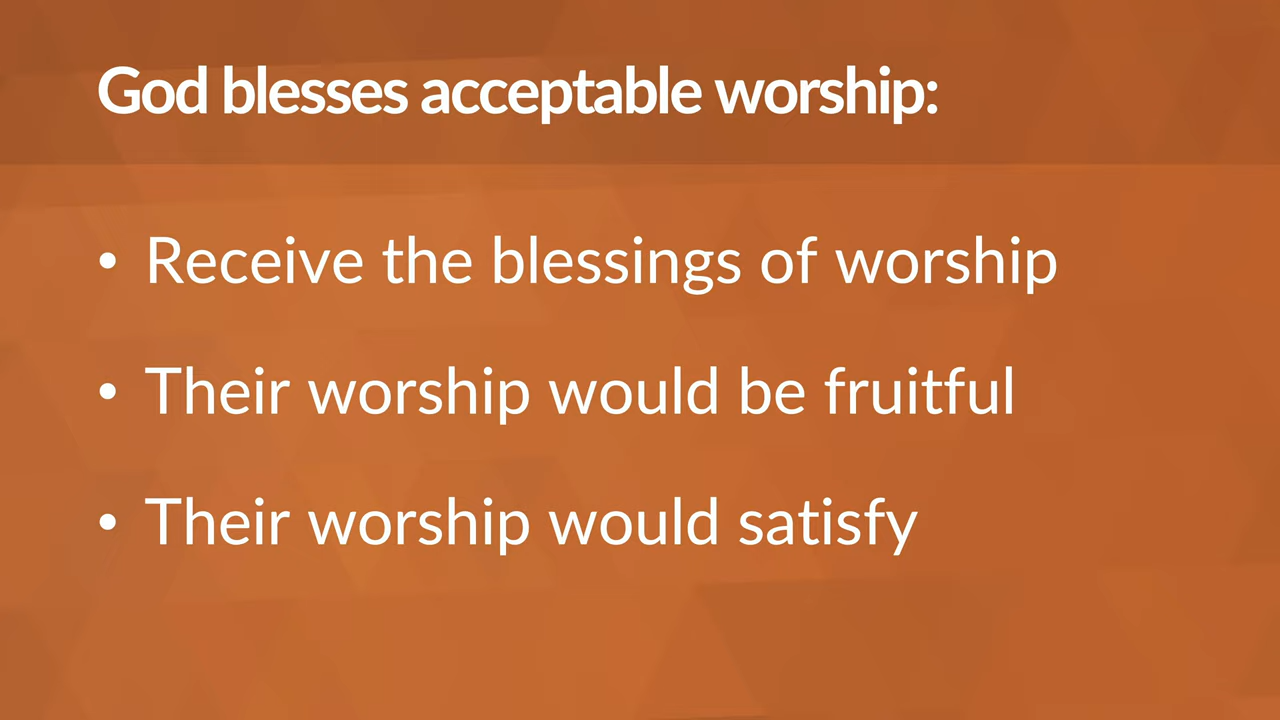 God blesses acceptable worship:
• Receive the blessings of worship
• Their worship would be fruitful
• Their worship would satisfy